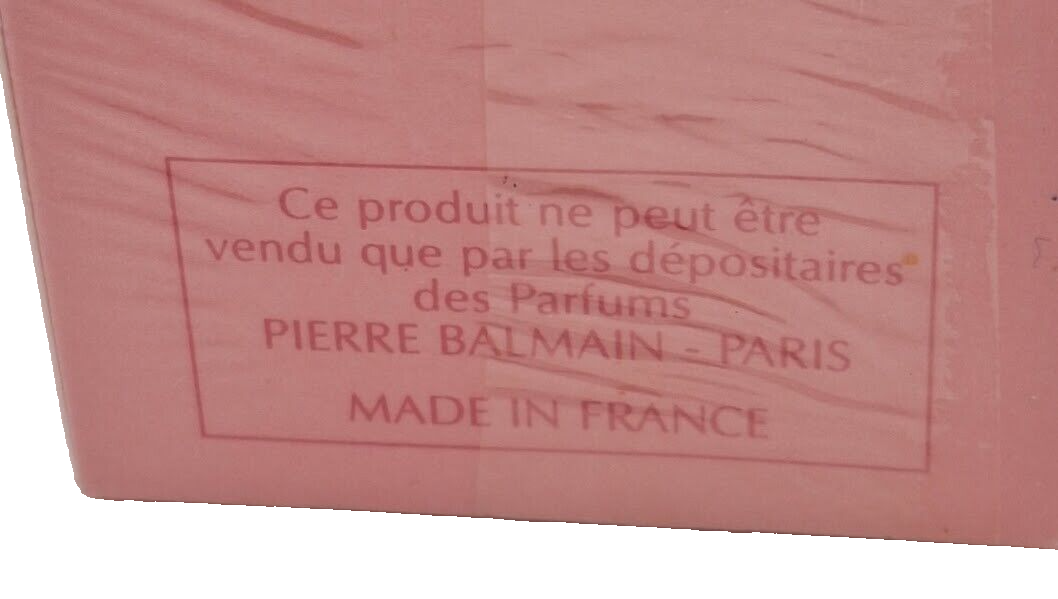 Ce produit ne peut être
vendu que par les dépositaires
des Parfums
PIERRE BALMAIN - PARIS
MADE IN FRANCE